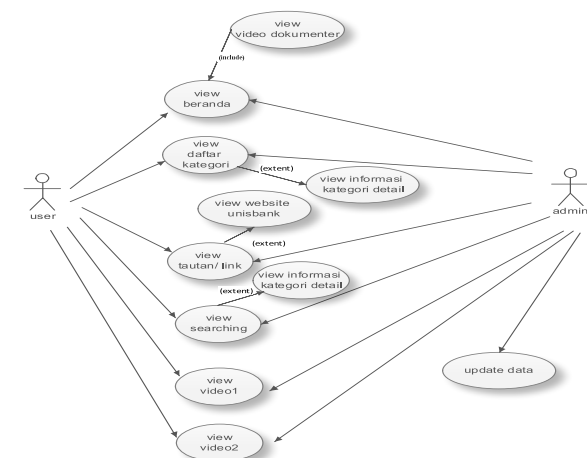 view
video dokumenter
(include)
view
beranda
view
daftar
kategori
(extent)
view informasi
kategori detail
view website
unisbank
user
admin
(extent)
view
tautan/ link
view informasi
kategori detail
(extent)
view
searching
update data
view
video1
view
video2